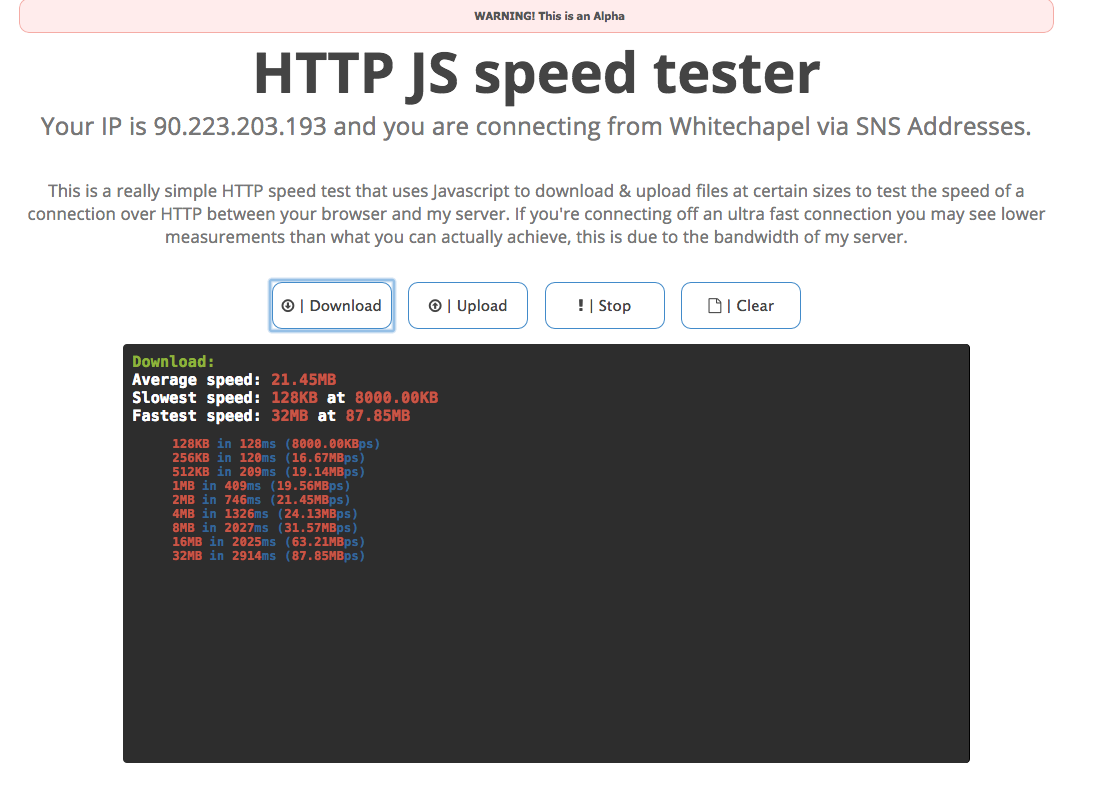 WARNING! This is an Alpha
HTTP JS speed tester
Your IP is 90.223.203.193 and you are connecting from Whitechapel via SNS Addresses.
This is a really simple HTTP speed test that uses Javascript to download & upload files at certain sizes to test the speed of a
connection over HTTP between your browser and my server. If you're connecting off an ultra fast connection you may see lower
measurements than what you can actually achieve, this is due to the bandwidth of my server.
| Download | Upload ! | Stop | Clear
Download:
Average speed: 21.45MB
Slowest speed: 128KB at 8000.00KB
Fastest speed: 32MB at 87.85MB
128KB in 128ms (8000.00KBps)
256KB in 120ms (16.67MBps)
512KB in 209ms (19.14MBps)
1MB in 409ms (19.56MBps)
2MB in 746ms (21.45MBps)
4MB in 1326ms (24.13MBps)
8MB in 2027ms (31.57MBps)
16MB in 2025ms (63.21MBps)
32MB in 2914ms (87.85MBps)